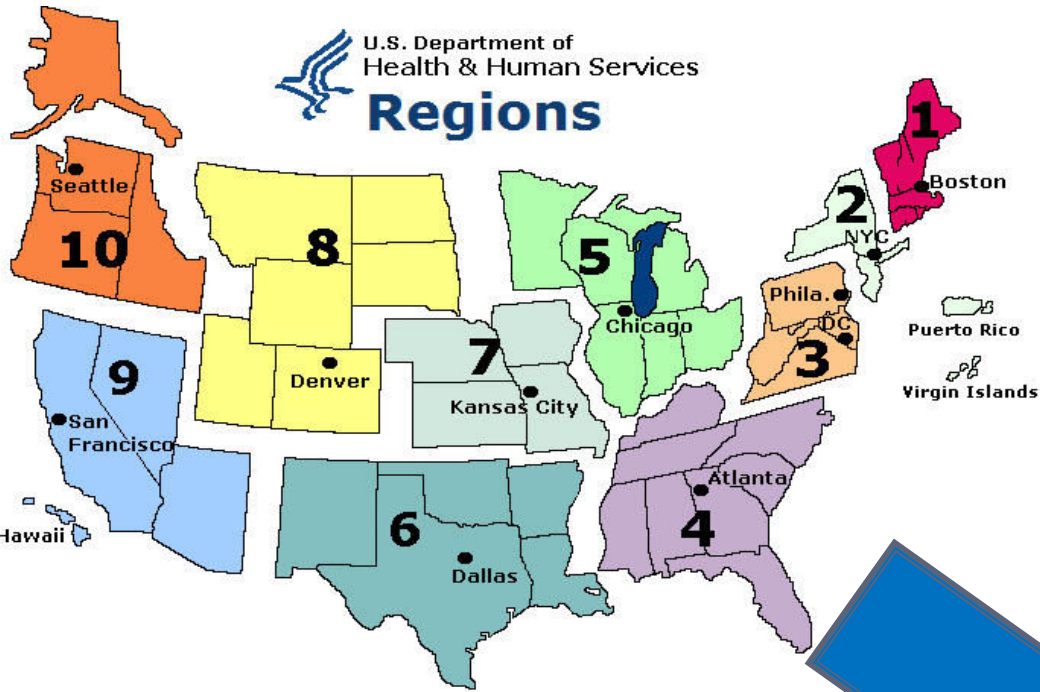 U.S. Department of
Health & Human Services
Regions
1
Seattle
Boston
2
10
8
5
NYC
Phila.
Chicago
DC
Puerto Rico
7
3
9
Denver
Kansas City
Virgin Islands
San
Francisco
Atlanta
Hawaii
6
4
Dallas